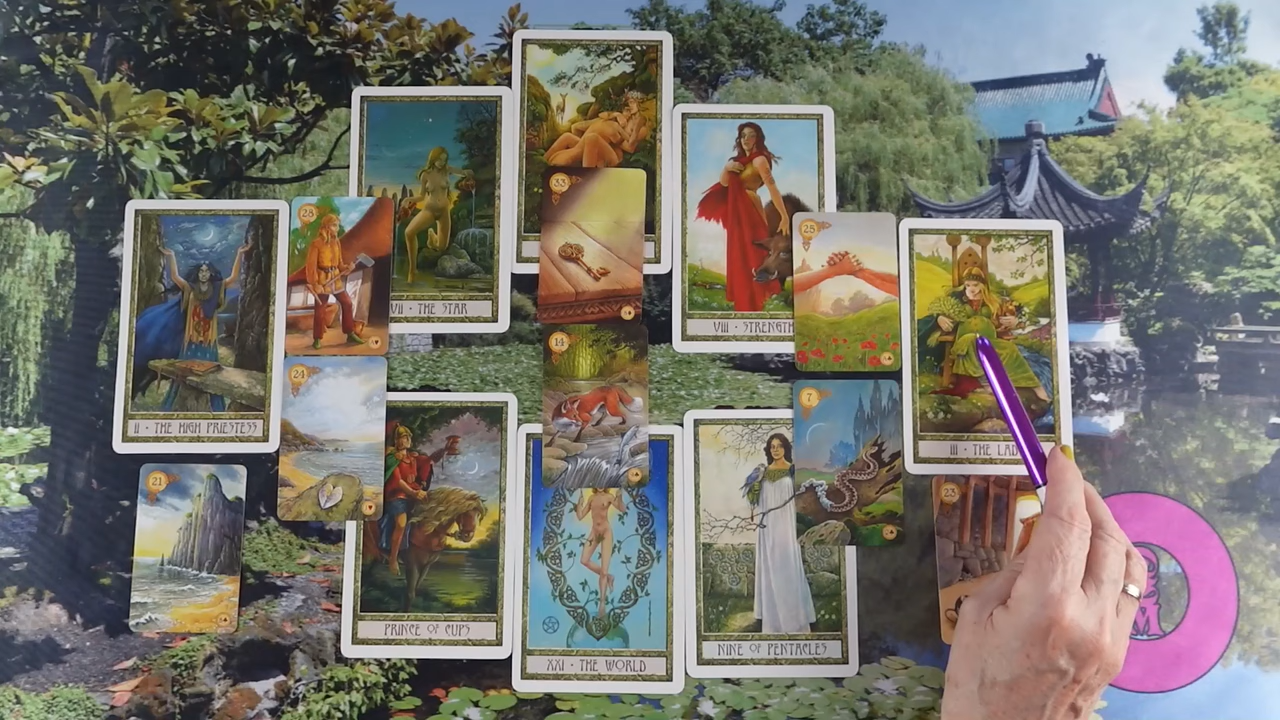 33
VII · THE STAR
VIII · STRENGTH
28
25
II · THE HIGH PRIESTESS
III · THE LAD
14
24
7
21
23
PRINCE OF CUPS
XXI · THE WORLD
NINE OF PENTACLES